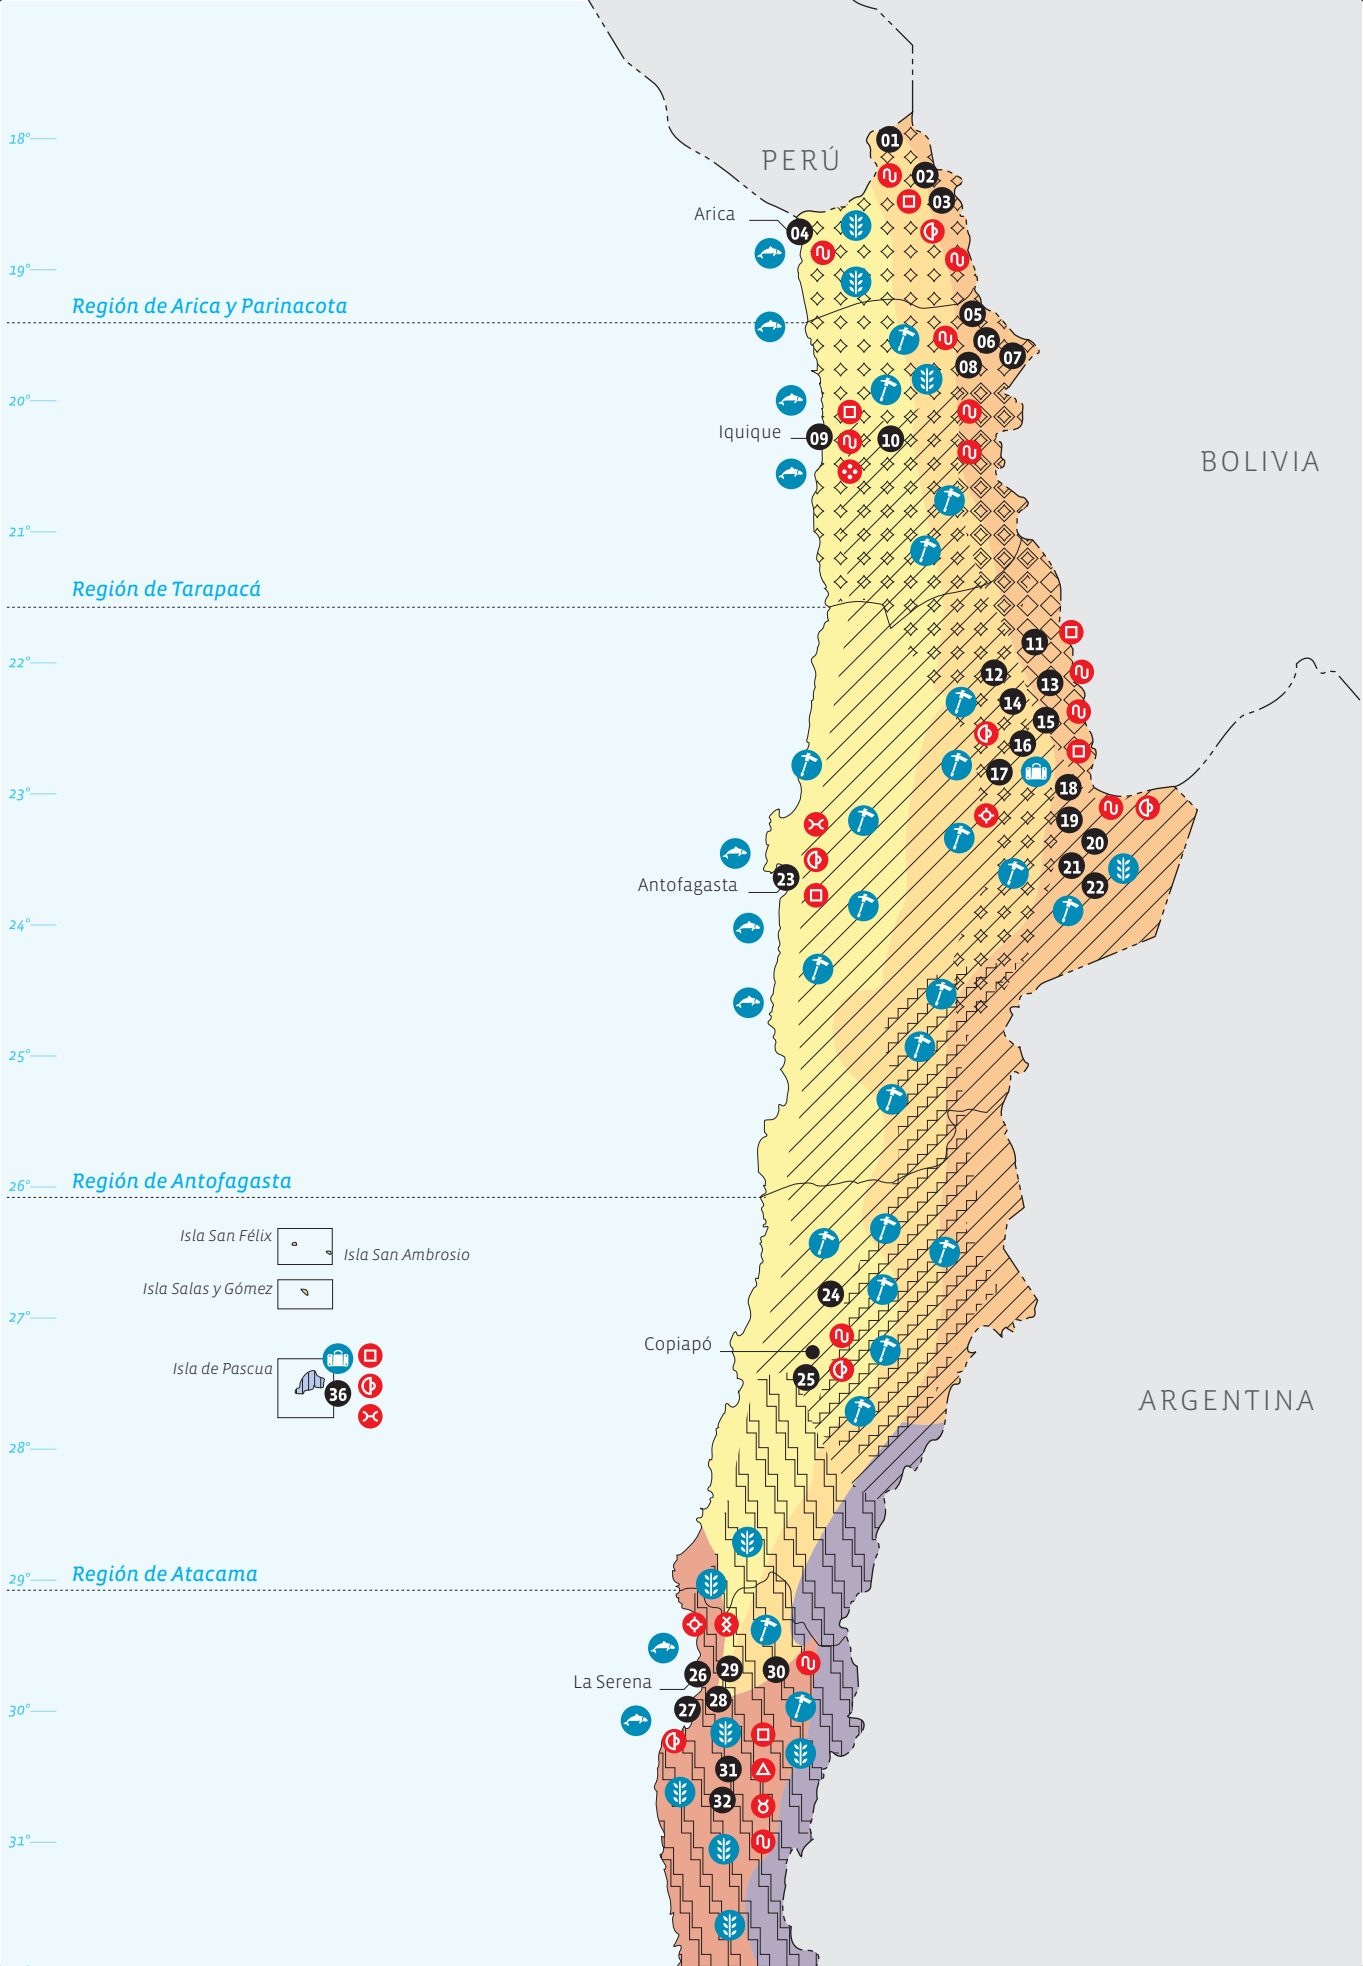 01
18°
PERÚ
02
03
Arica
04
19°
Región de Arica y Parinacota
05
06
07
08
20°
Iquique
09
10
BOLIVIA
21°
Región de Tarapacá
11
22°
12
13
14
15
16
17
18
23°
19
20
21
22
23
Antofagasta
24°
25°
Región de Antofagasta
26°
Isla San Félix
Isla San Ambrosio
Isla Salas y Gómez
24
27°
Copiapó
Isla de Pascua
25
36
ARGENTINA
28°
Región de Atacama
29°
La Serena
26
29
30
28
27
30°
31
32
31°